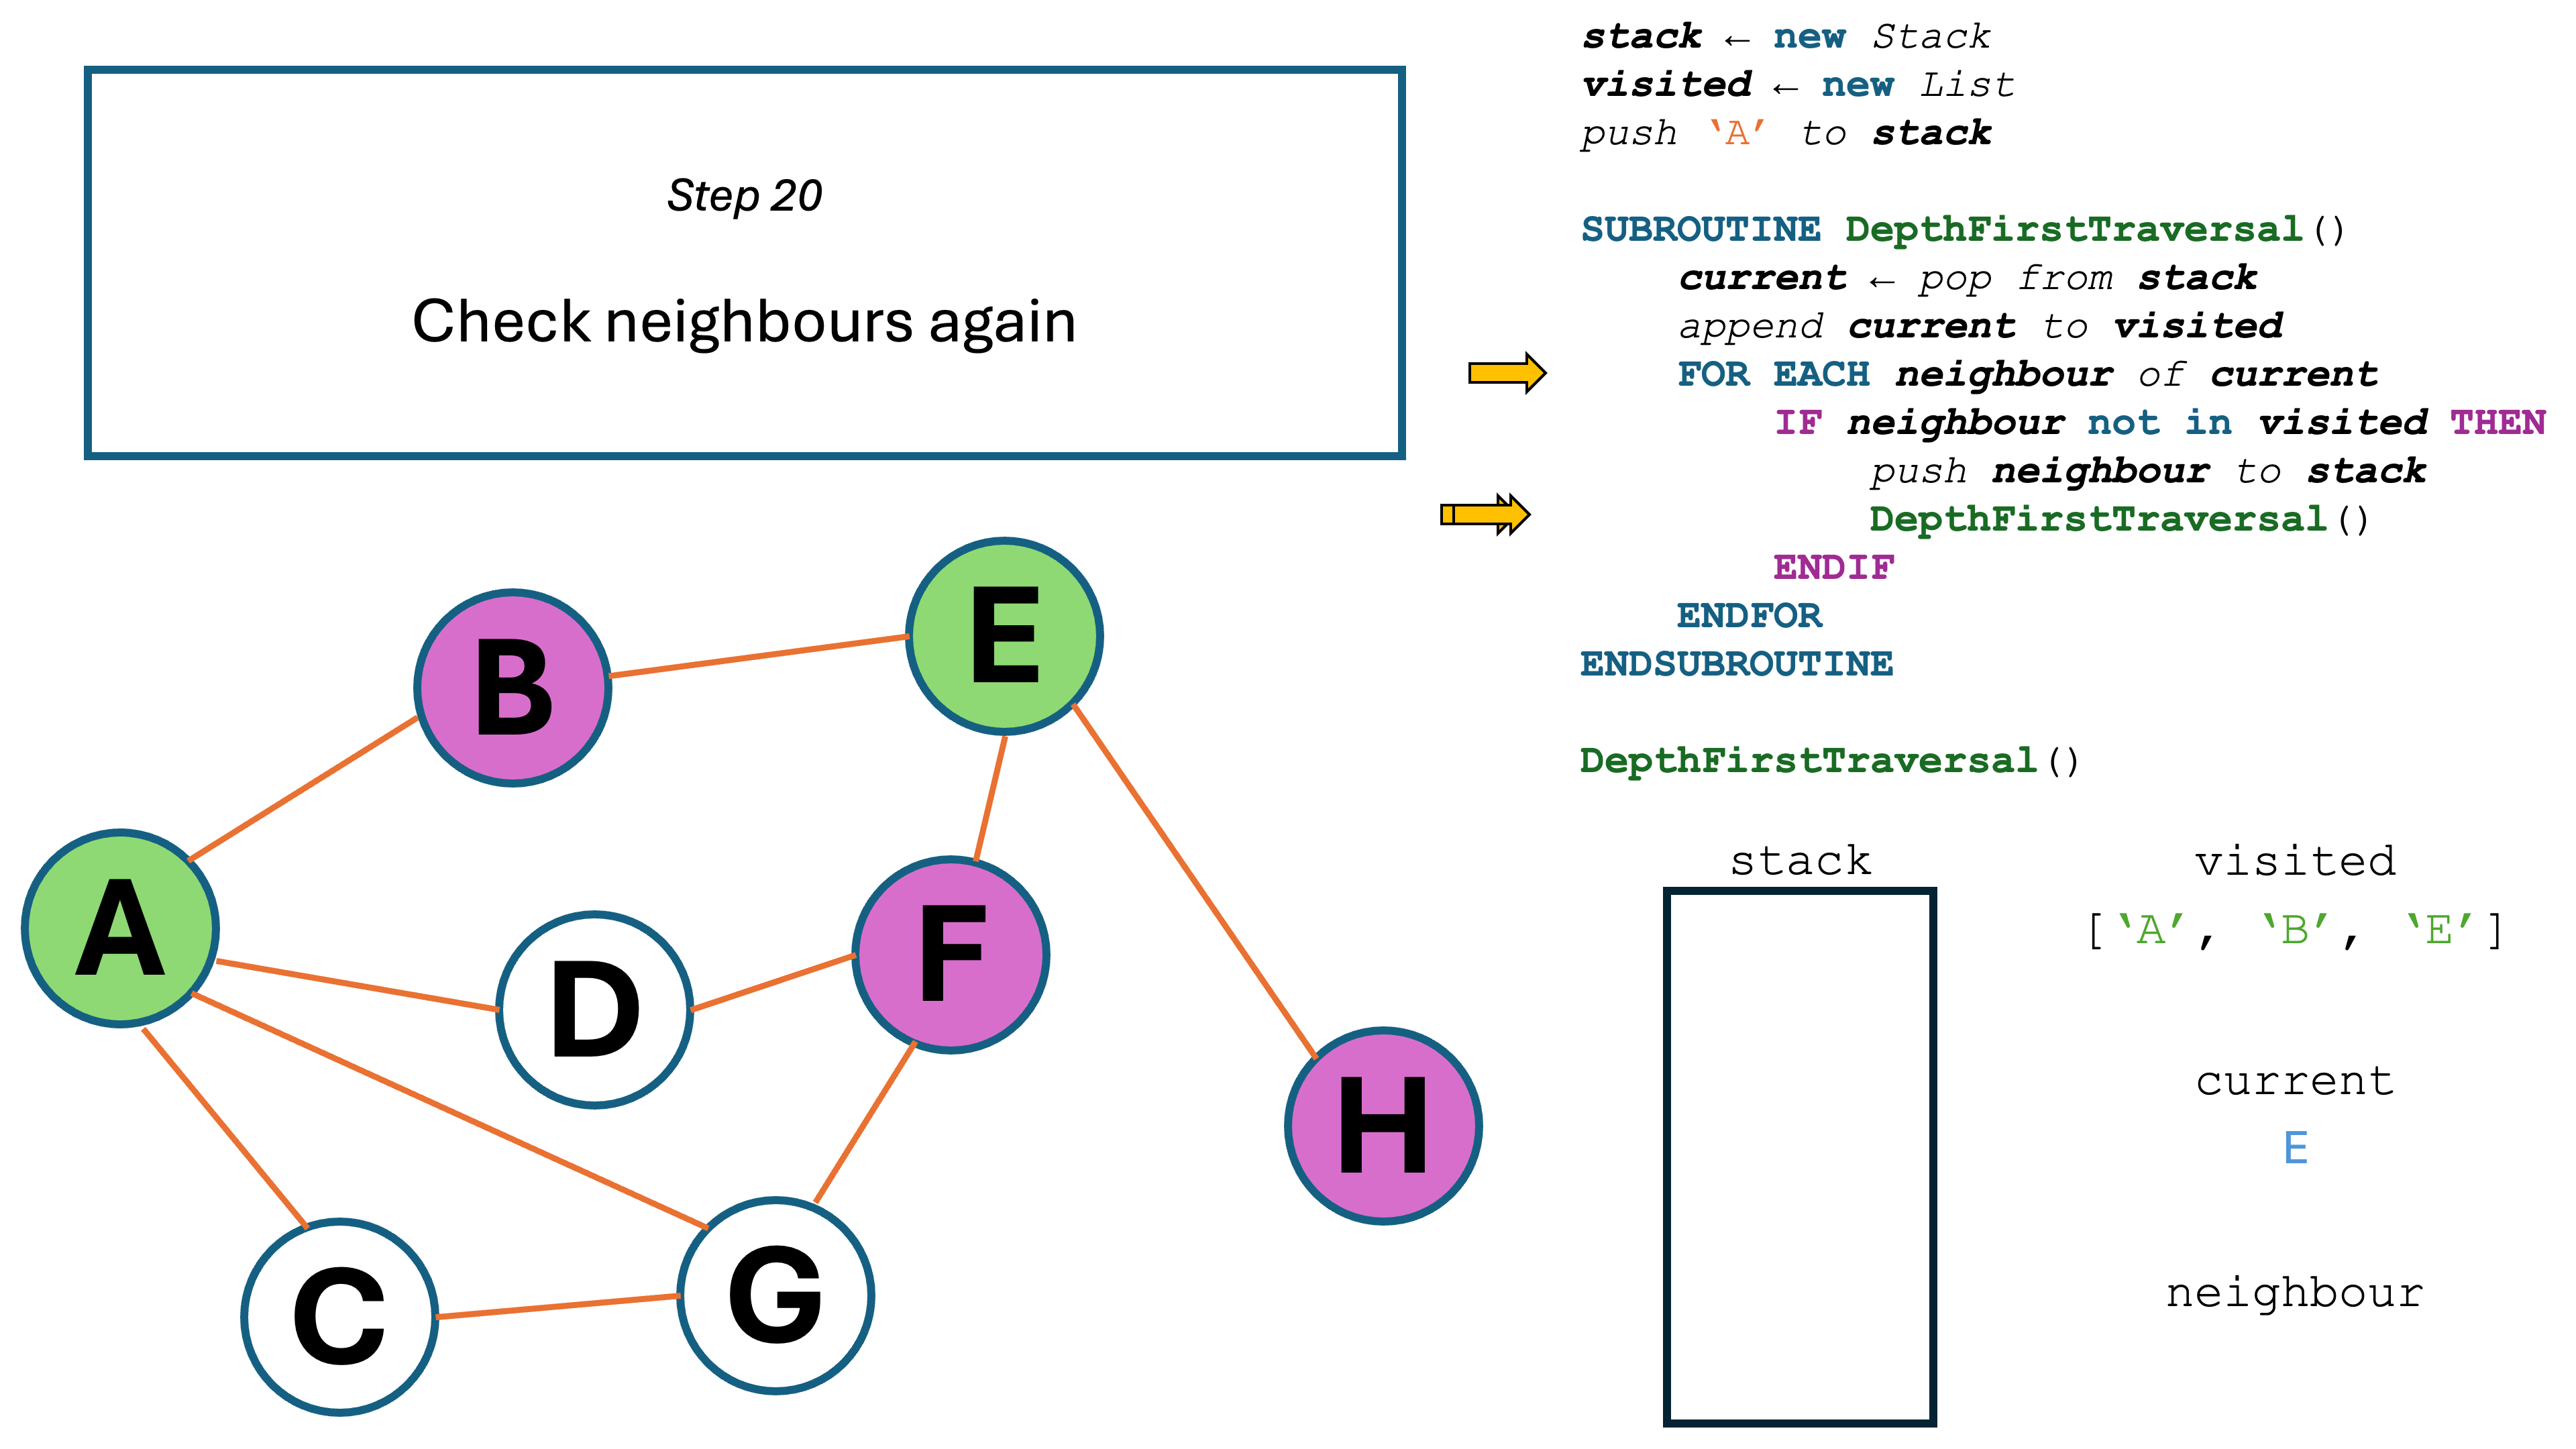 Step 20
Check neighbours again
stack ← new Stack
visited ← new List
push ‘A’ to stack
SUBROUTINE DepthFirstTraversal()
current ← pop from stack
append current to visited
FOR EACH neighbour of current
IF neighbour not in visited THEN
push neighbour to stack
DepthFirstTraversal()
ENDIF
ENDFOR
ENDSUBROUTINE
DepthFirstTraversal()
E
B
A
F
D
H
G
C
stack
visited
[‘A’, ‘B’, ‘E’]
current
E
neighbour